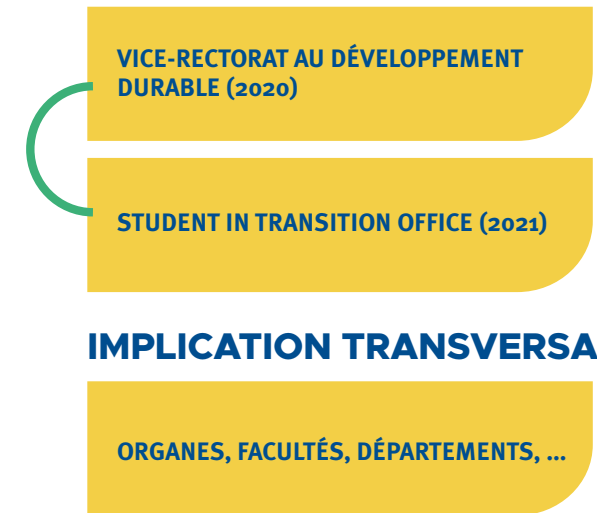 VICE-RECTORAT AU DÉVELOPPEMENT
DURABLE (2020)
STUDENT IN TRANSITION OFFICE (2021)
IMPLICATION TRANSVERSA
ORGANES, FACULTÉS, DÉPARTEMENTS, ...